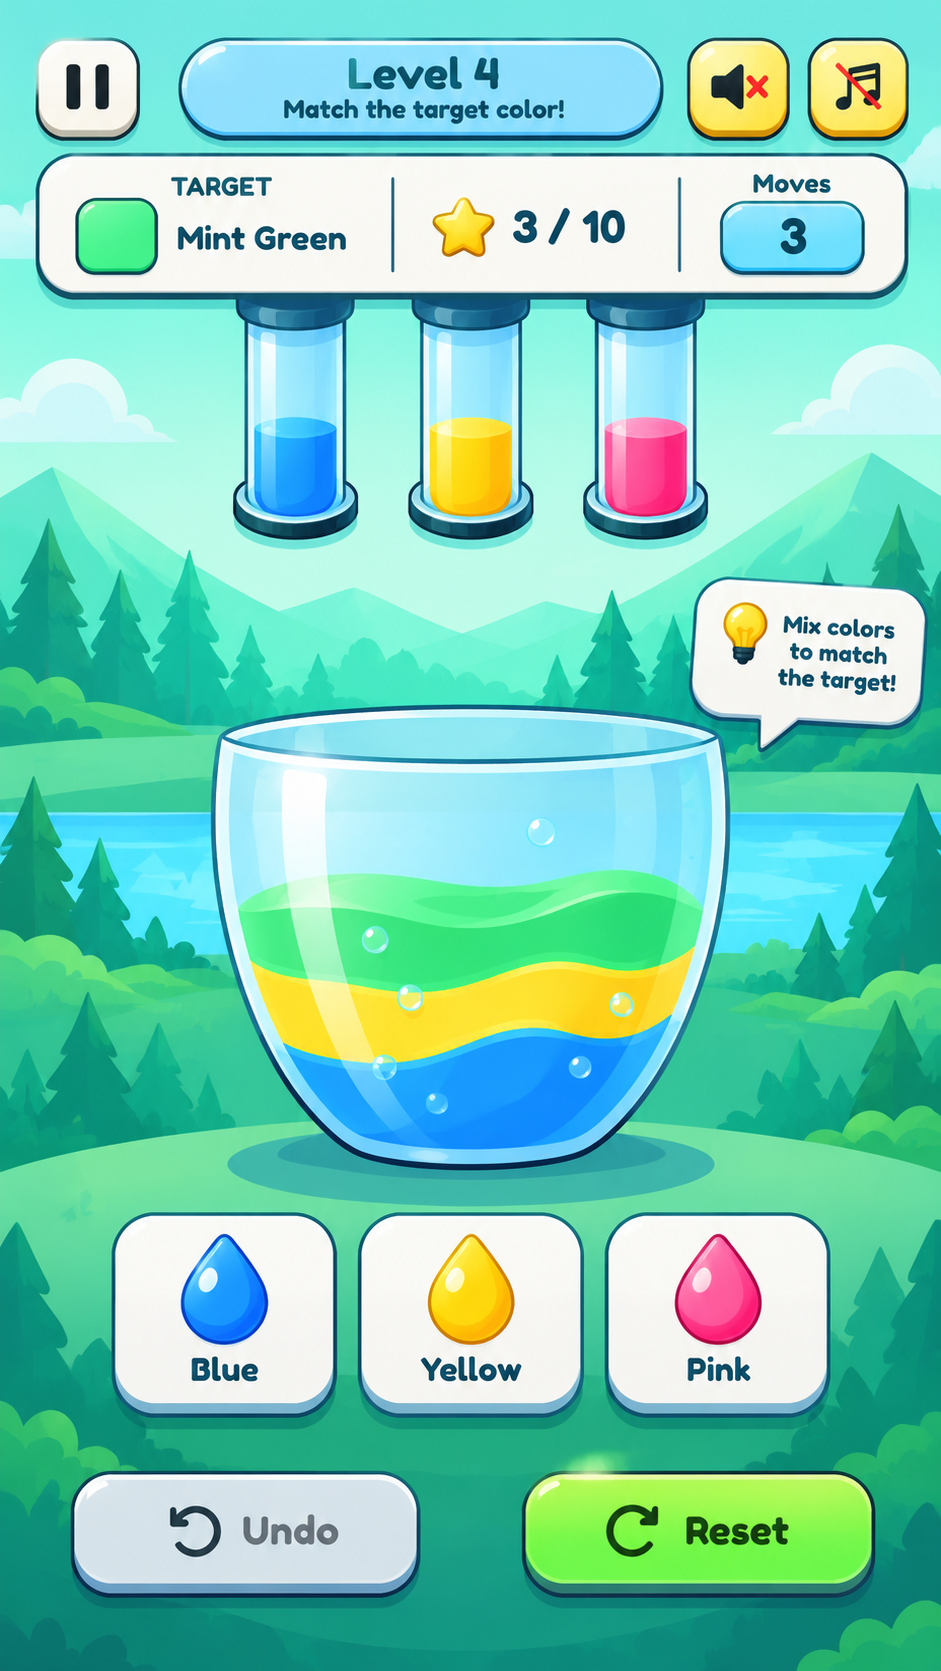 Level 4
Match the target color!
TARGET
Mint Green
3 / 10
Moves
3
Mix colors
to match
the target!
Blue
Yellow
Pink
Undo
Reset